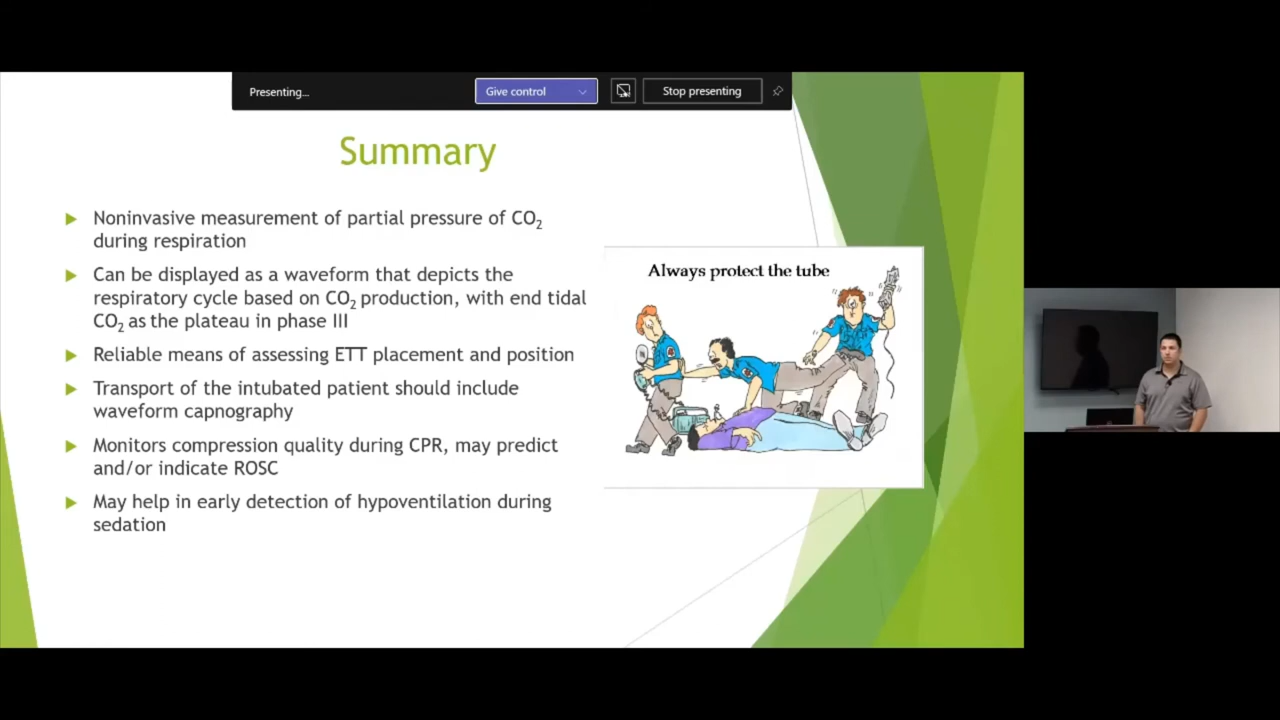 Presenting...
Give control
Stop presenting
Summary
Noninvasive measurement of partial pressure of CO2
during respiration
Can be displayed as a waveform that depicts the
respiratory cycle based on CO2 production, with end tidal
CO2 as the plateau in phase III
Reliable means of assessing ETT placement and position
Transport of the intubated patient should include
waveform capnography
Monitors compression quality during CPR, may predict
and/or indicate ROSC
May help in early detection of hypoventilation during
sedation
Always protect the tube